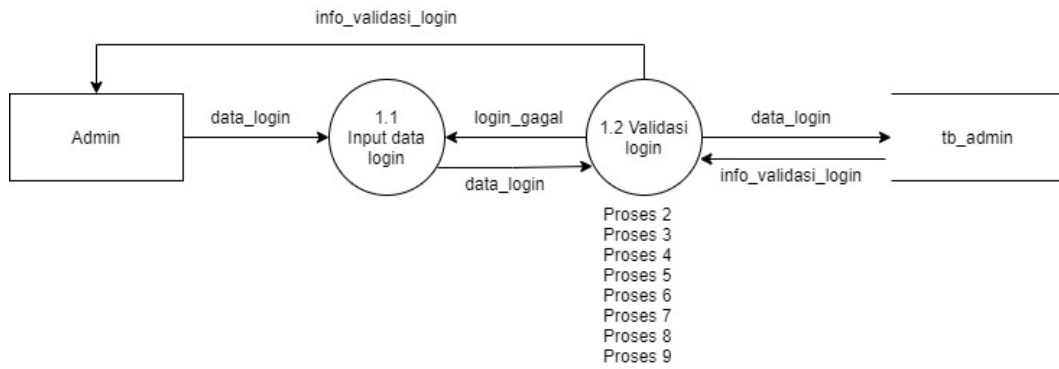 info_validasi_login
Admin
data_login
1.1
Input data
login
login_gagal
data_login
1.2 Validasi
login
data_login
info_validasi_login
tb_admin
Proses 2
Proses 3
Proses 4
Proses 5
Proses 6
Proses 7
Proses 8
Proses 9